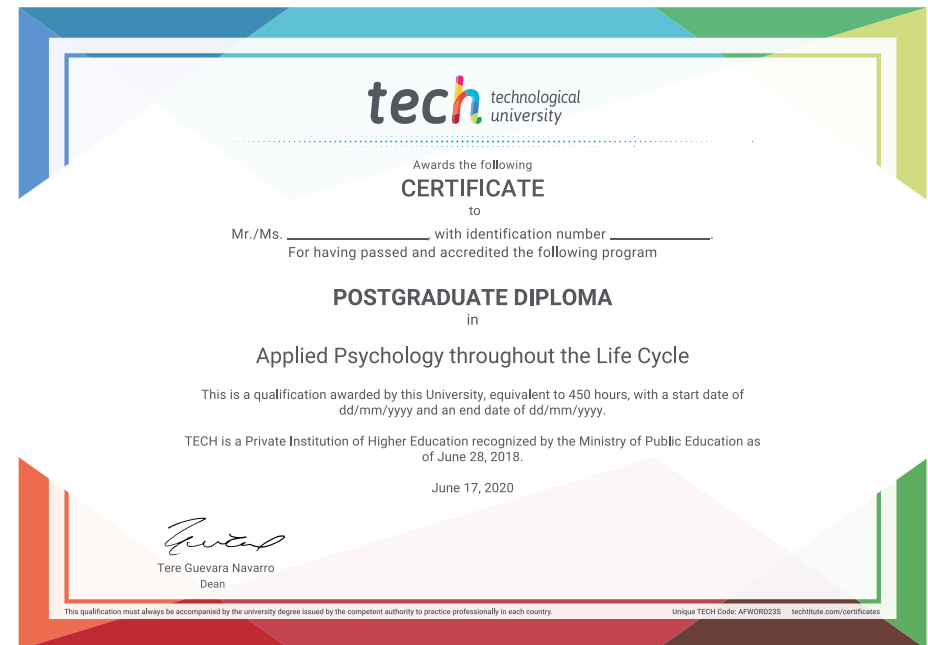 tech technological
university
Awards the following
CERTIFICATE
to
Mr./Ms. ____________________, with identification number ______________.
For having passed and accredited the following program
POSTGRADUATE DIPLOMA
in
Applied Psychology throughout the Life Cycle
This is a qualification awarded by this University, equivalent to 450 hours, with a start date of
dd/mm/yyyy and an end date of dd/mm/yyyy.
TECH is a Private Institution of Higher Education recognized by the Ministry of Public Education as
of June 28, 2018.
June 17, 2020
Tere Guevara Navarro
Dean
This qualification must always be accompanied by the university degree issued by the competent authority to practice professionally in each country.
Unique TECH Code: AFWORD23S techtitute.com/certificates